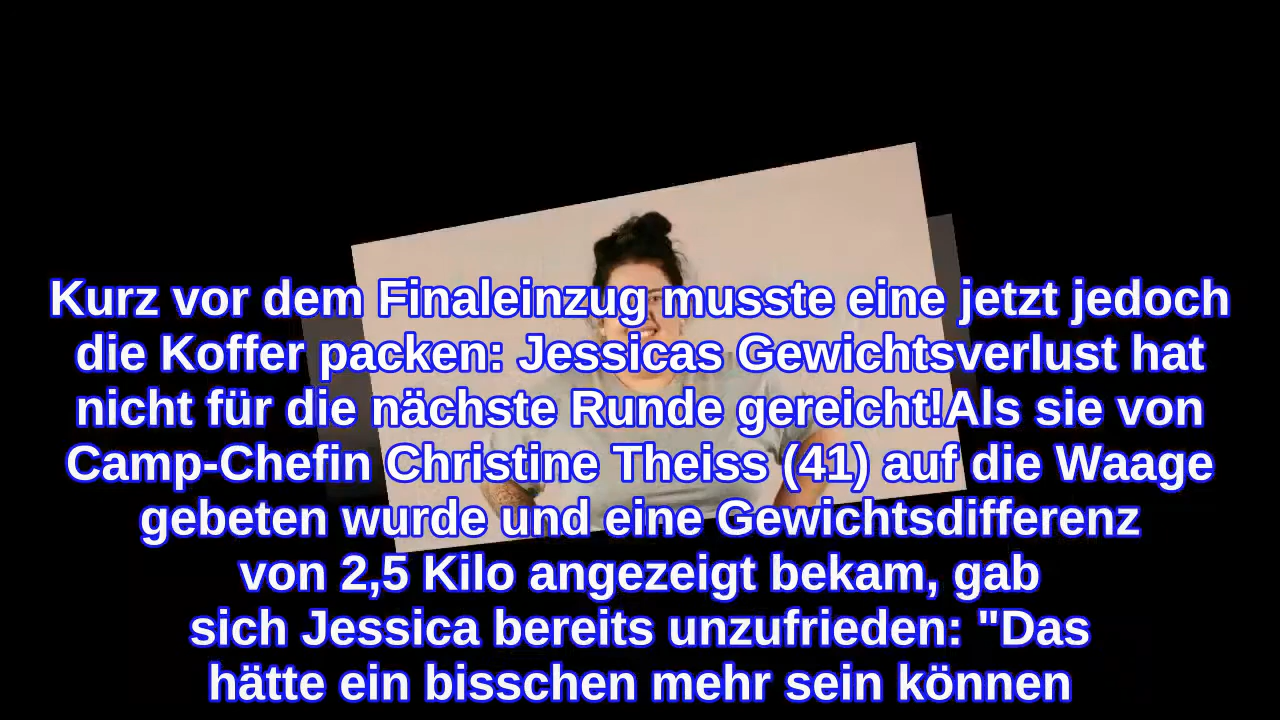 Kurz vor dem Finaleinzug musste eine jetzt jedoch
die Koffer packen: Jessicas Gewichtsverlust hat
nicht für die nächste Runde gereicht!Als sie von
Camp-Chefin Christine Theiss (41) auf die Waage
gebeten wurde und eine Gewichtsdifferenz
von 2,5 Kilo angezeigt bekam, gab
sich Jessica bereits unzufrieden: "Das
hätte ein bisschen mehr sein können